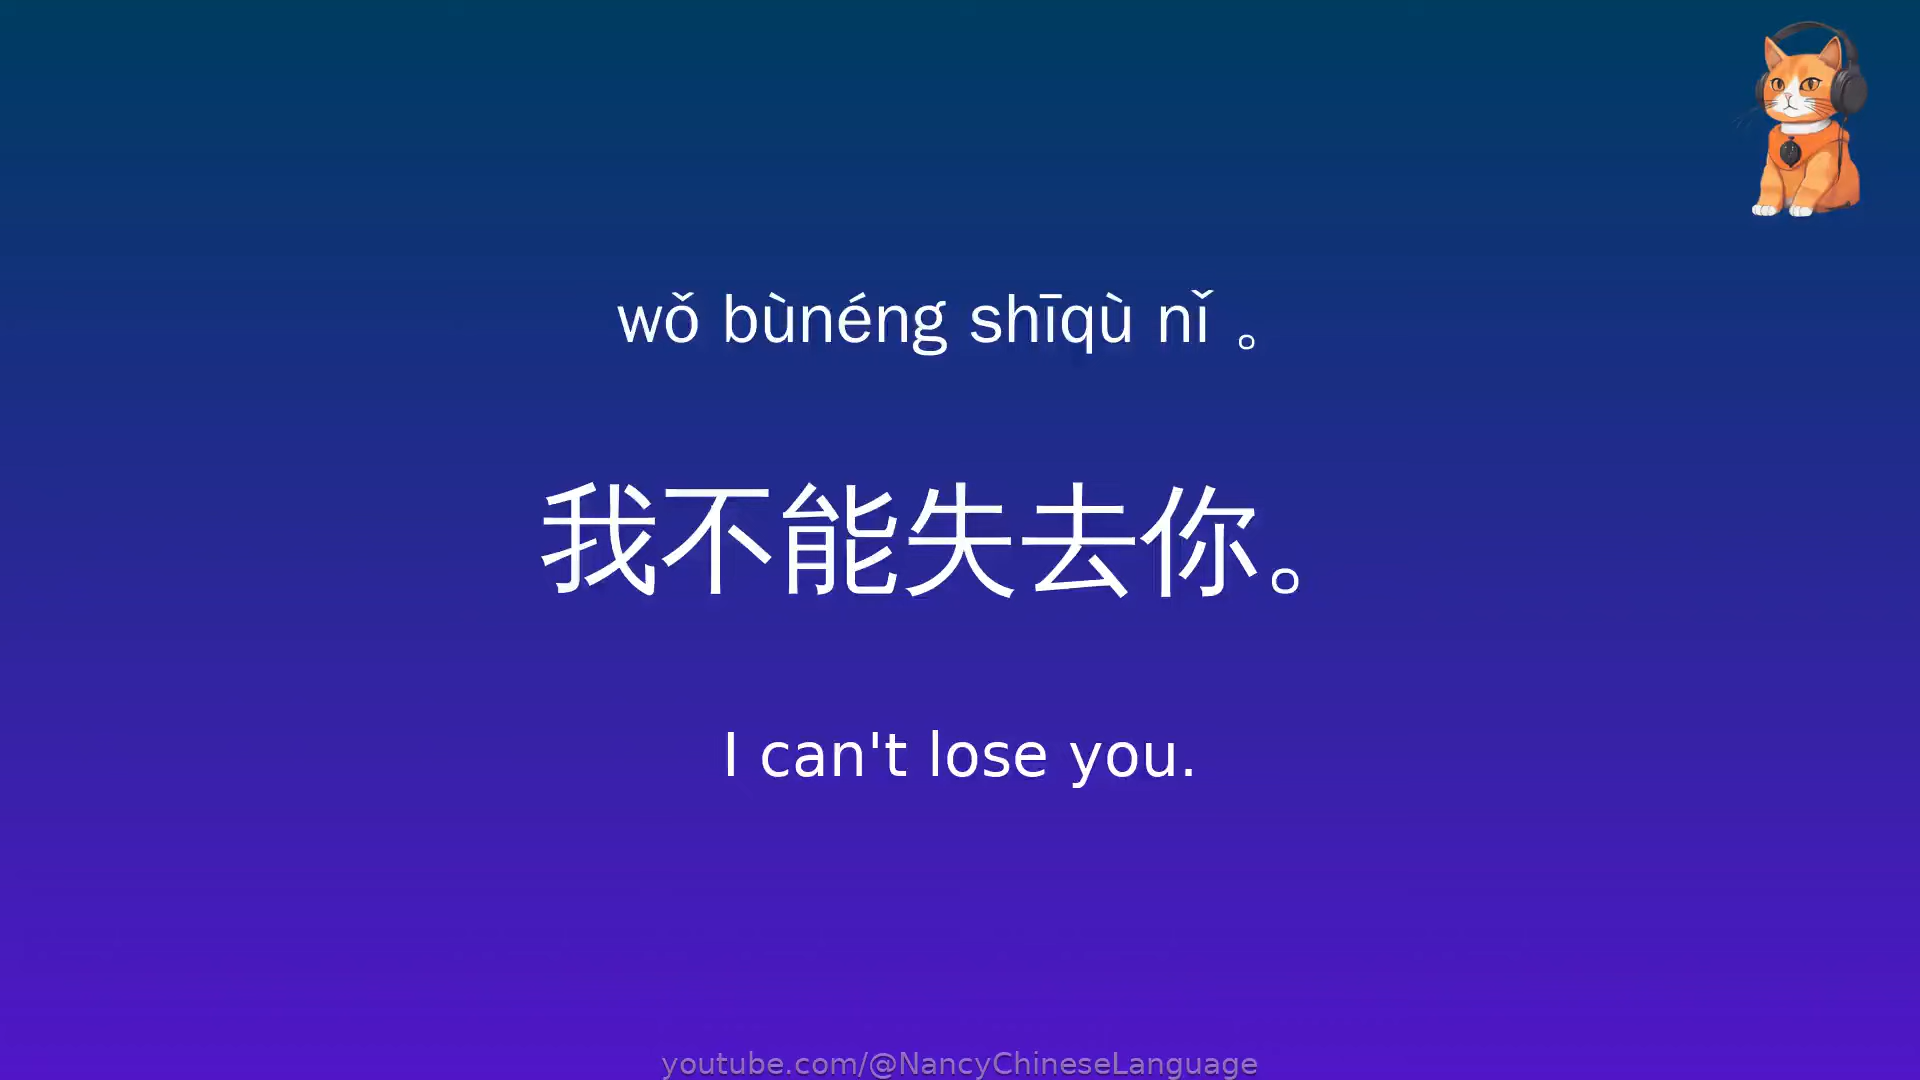 wǒ bùnéng shīqù nǐ 。
我不能失去你。
I can't lose you.
youtube.com/@NancyChineseLanguage